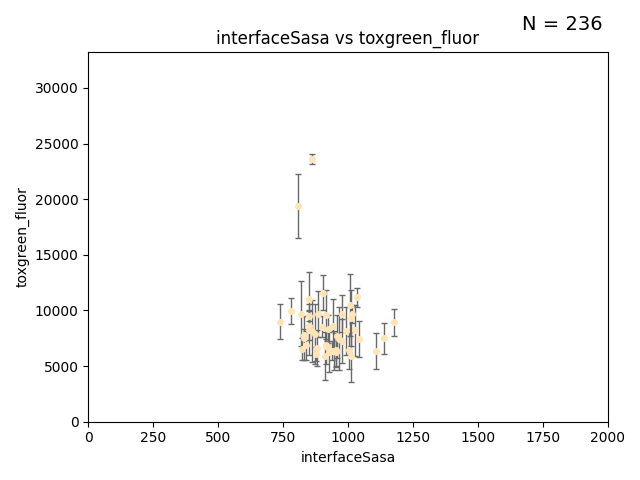 N = 236
interfaceSasa vs toxgreen_fluor
30000
25000
20000
15000
10000
5000
0
toxgreen_fluor
0 250 500 750 1000 1250 1500 1750 2000
interfaceSasa